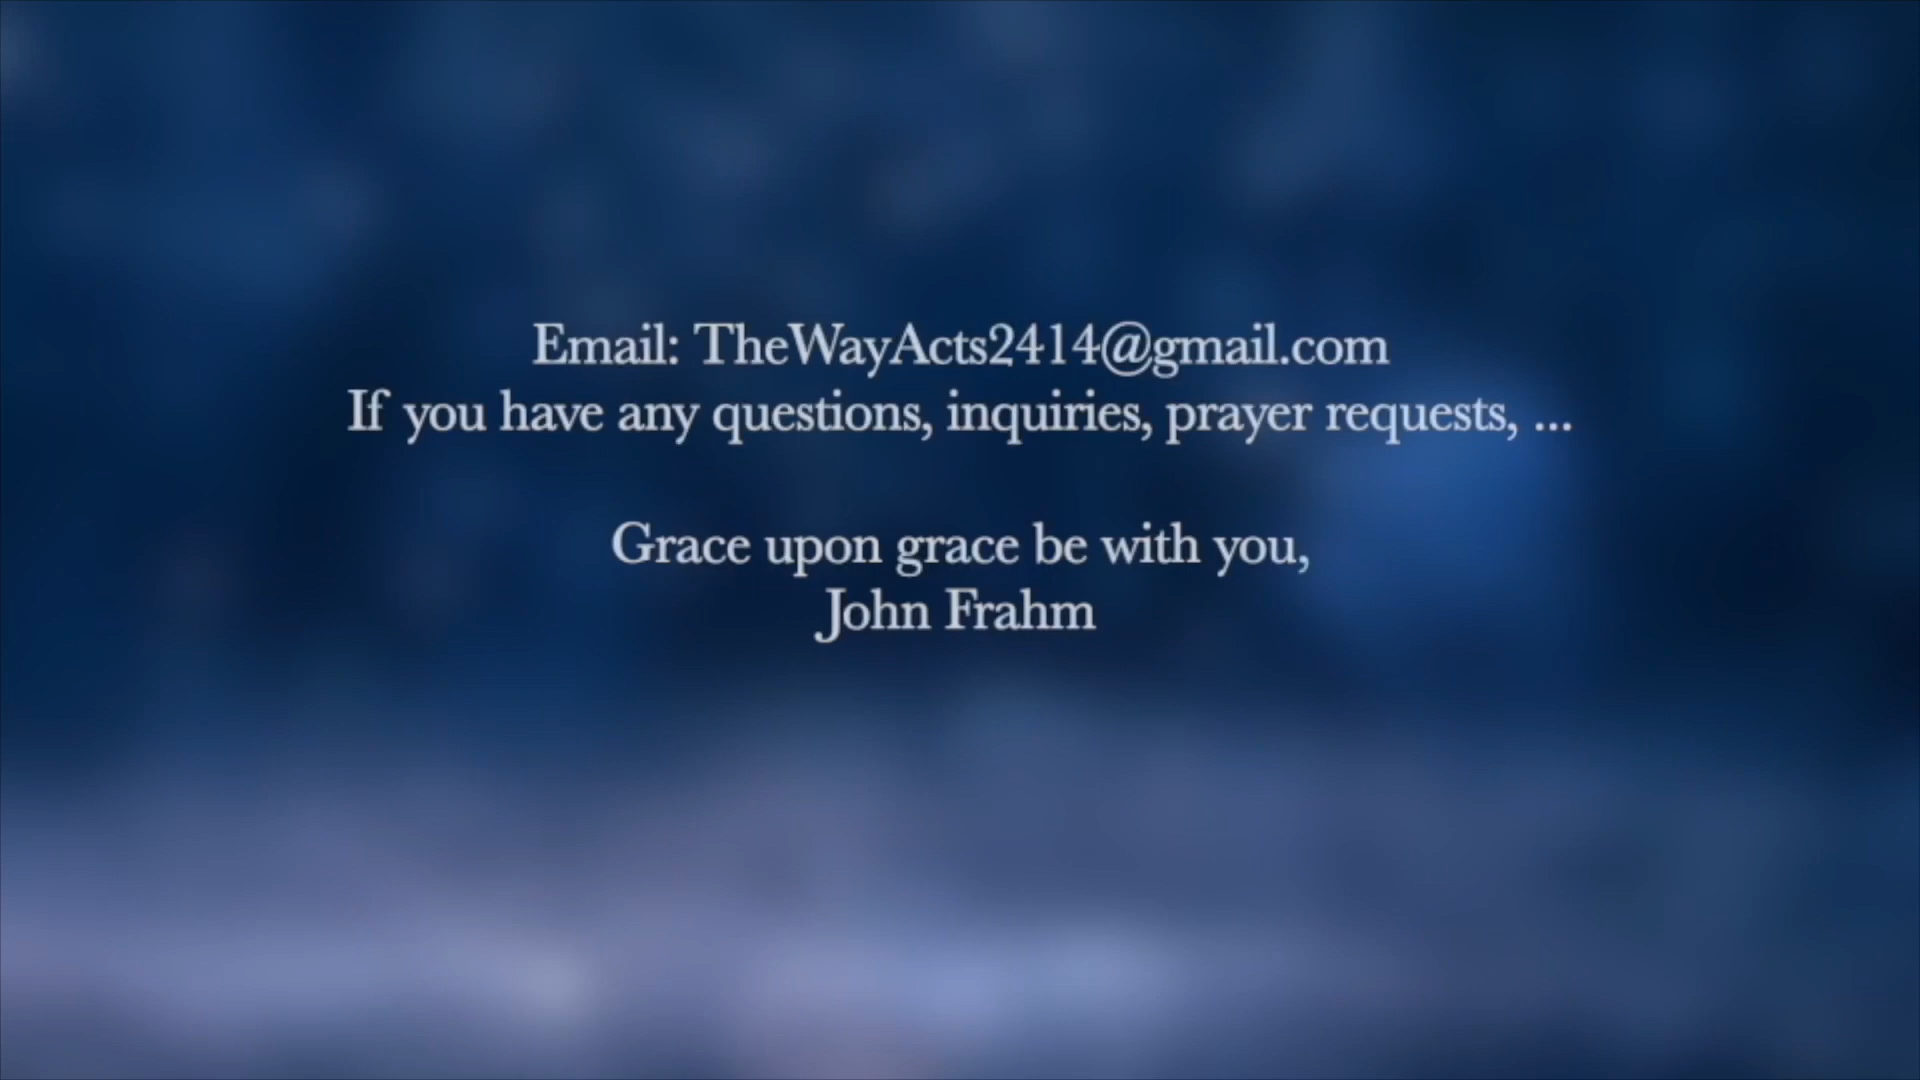 Email: TheWayActs2414@gmail.com
If you have any questions, inquiries, prayer requests, ...
Grace upon grace be with you,
John Frahm